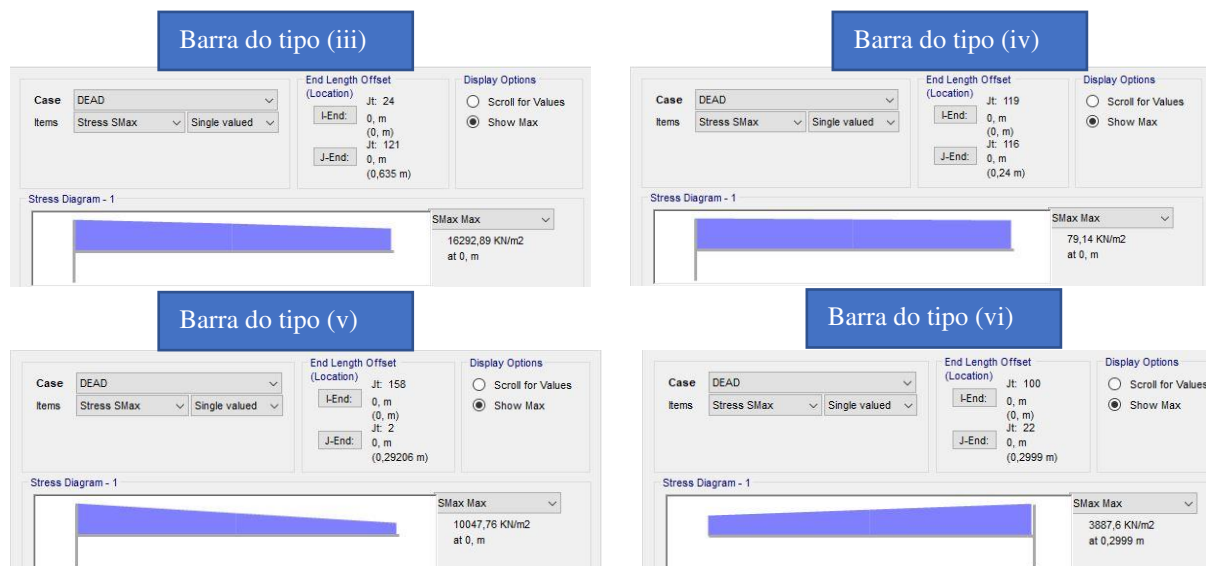 Barra do tipo (iii)
Case DEAD
Items Stress SMax Single valued
End Length Offset
(Location)
Jt: 24
I-End: 0, m
(0, m)
Jt: 121
J-End: 0, m
(0,635 m)
Display Options
Scroll for Values
Show Max
Stress Diagram - 1
SMax Max
16292,89 KN/m2
at 0, m
Barra do tipo (iv)
Case DEAD
Items Stress SMax Single valued
End Length Offset
(Location)
Jt: 119
I-End: 0, m
(0, m)
Jt: 116
J-End: 0, m
(0,24 m)
Display Options
Scroll for Values
Show Max
Stress Diagram - 1
SMax Max
79,14 KN/m2
at 0, m
Barra do tipo (v)
Case DEAD
Items Stress SMax Single valued
End Length Offset
(Location)
Jt: 158
I-End: 0, m
(0, m)
Jt: 2
J-End: 0, m
(0,29206 m)
Display Options
Scroll for Values
Show Max
Stress Diagram - 1
SMax Max
10047,76 KN/m2
at 0, m
Barra do tipo (vi)
Case DEAD
Items Stress SMax Single valued
End Length Offset
(Location)
Jt: 100
I-End: 0, m
(0, m)
Jt: 22
J-End: 0, m
(0,2999 m)
Display Options
Scroll for Values
Show Max
Stress Diagram - 1
SMax Max
3887,6 KN/m2
at 0,2999 m